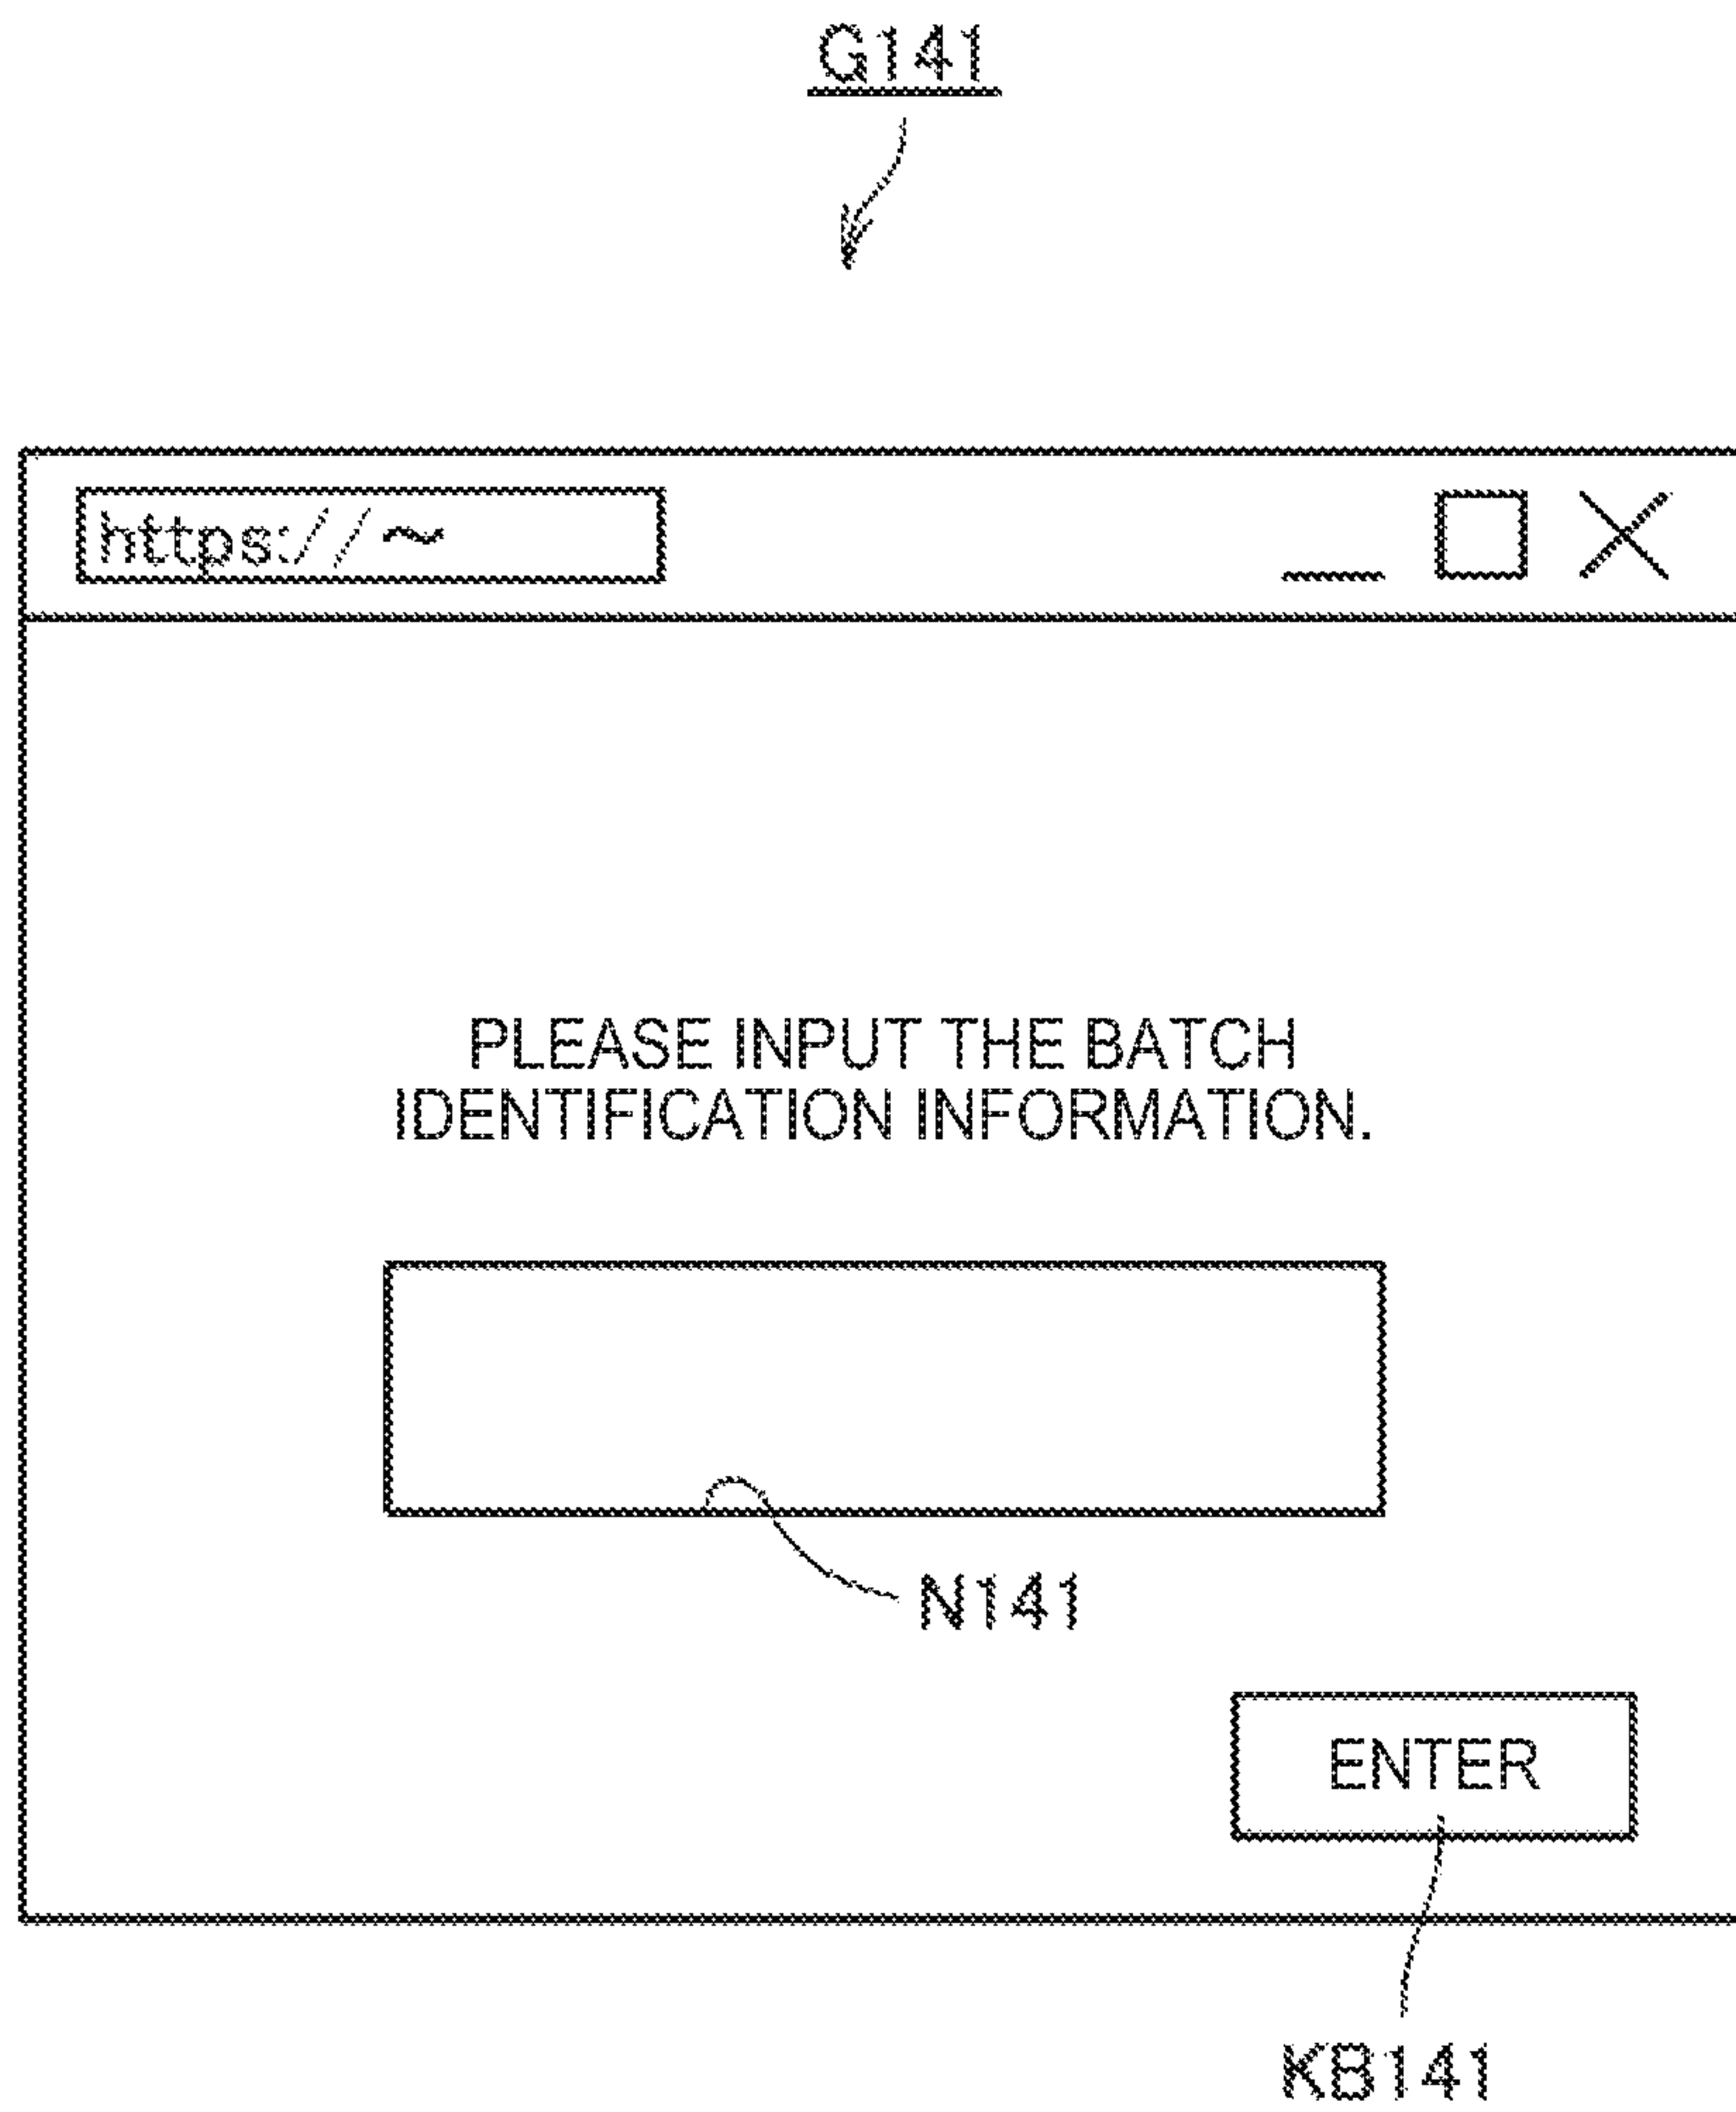 G141
https://~
PLEASE INPUT THE BATCH
IDENTIFICATION INFORMATION.
N141
ENTER
KB141